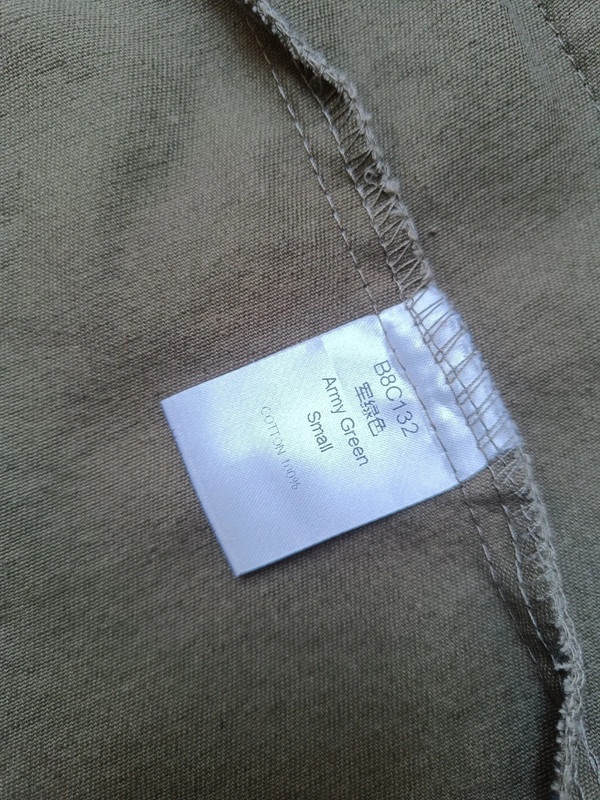 B8C132
军绿色
Army Green
Small
COTTON 100%